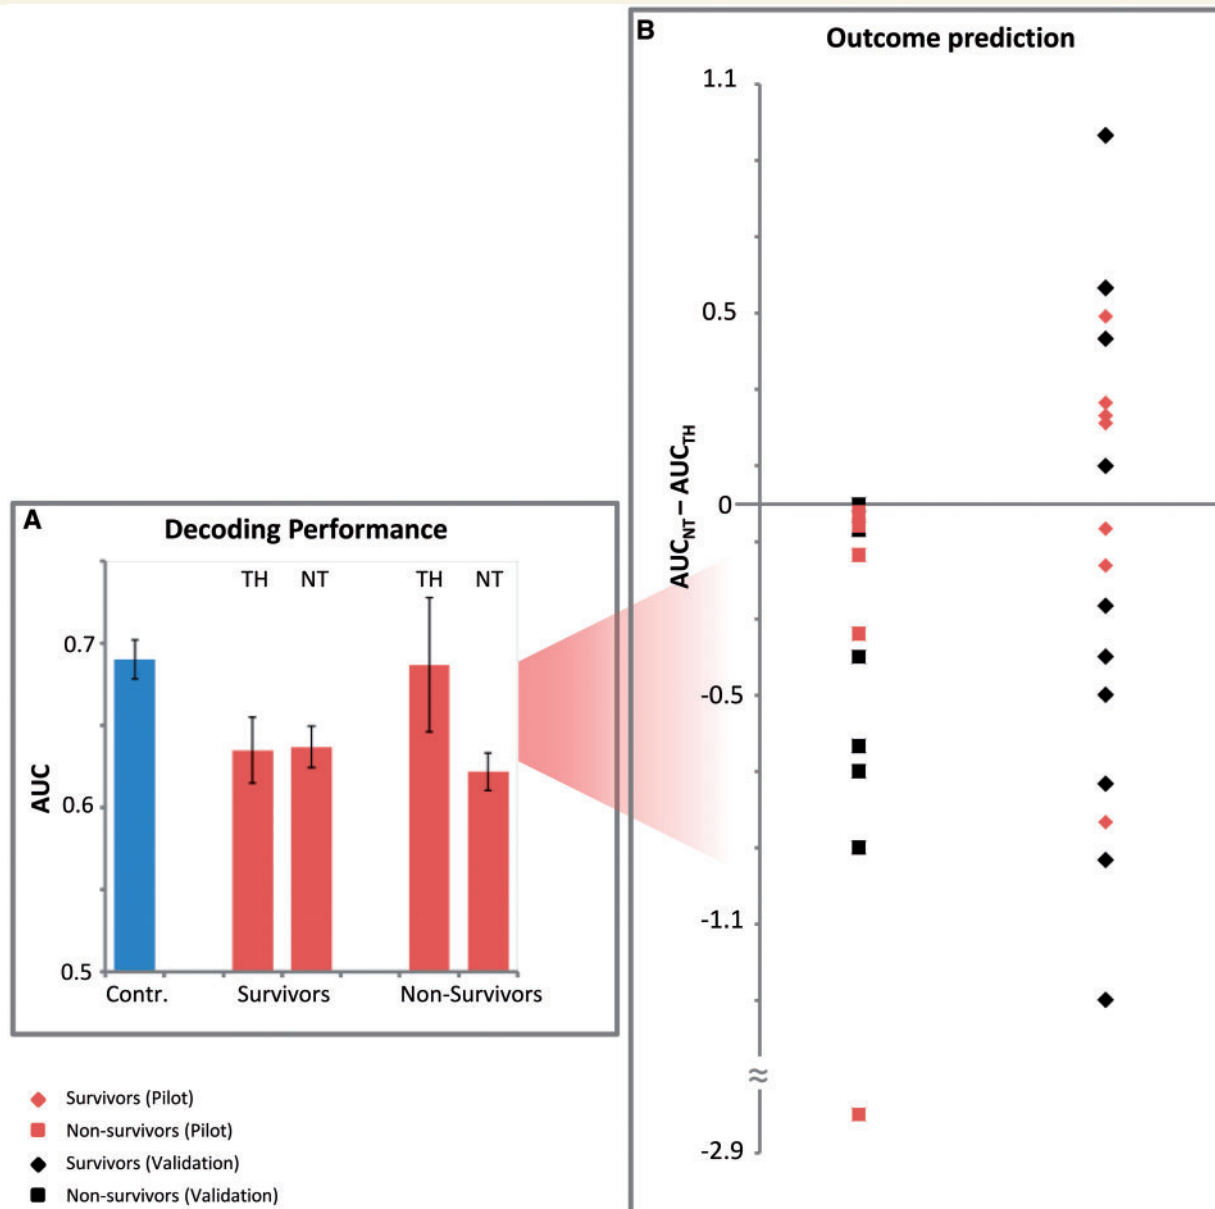 A
Decoding Performance
TH NT TH NT
AUC
0.7
0.6
0.5
Contr. Survivors Non-Survivors
Survivors (Pilot)
Non-survivors (Pilot)
Survivors (Validation)
Non-survivors (Validation)
B
Outcome prediction
AUCNT – AUCTH
1.1
0.5
0
-0.5
-1.1
≈
-2.9